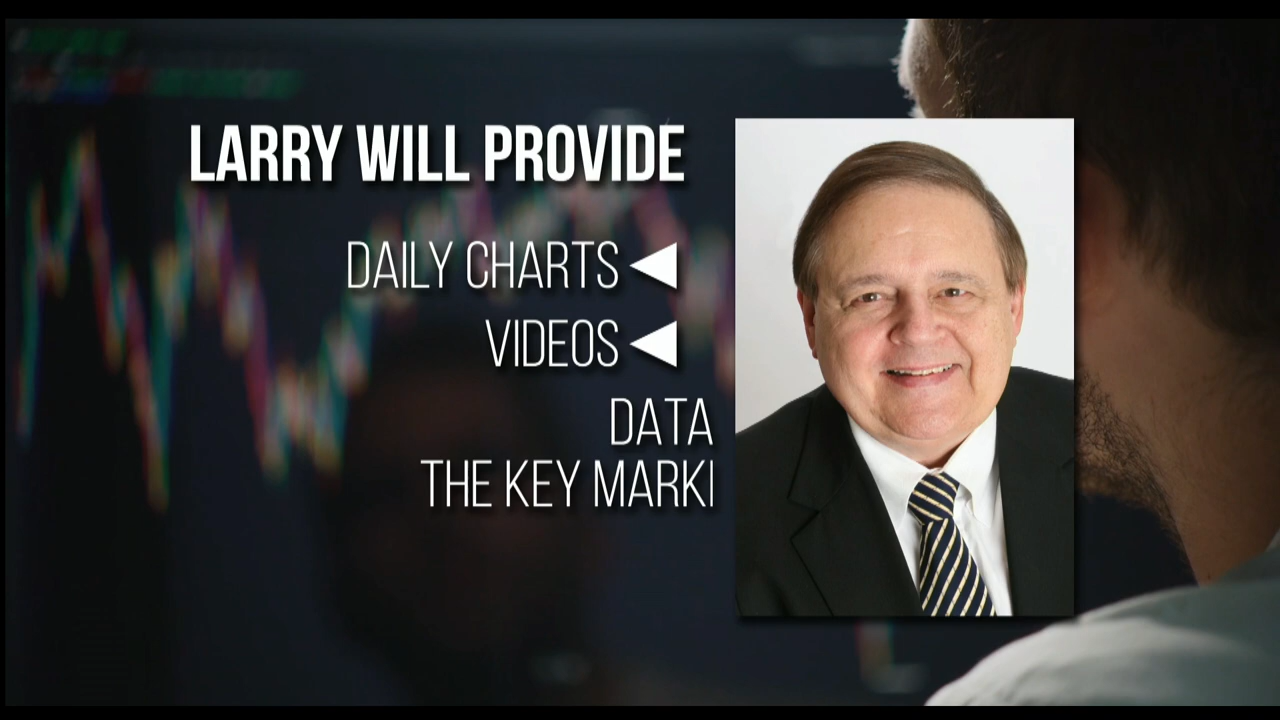 LARRY WILL PROVIDE
DAILY CHARTS
VIDEOS
DATA
THE KEY